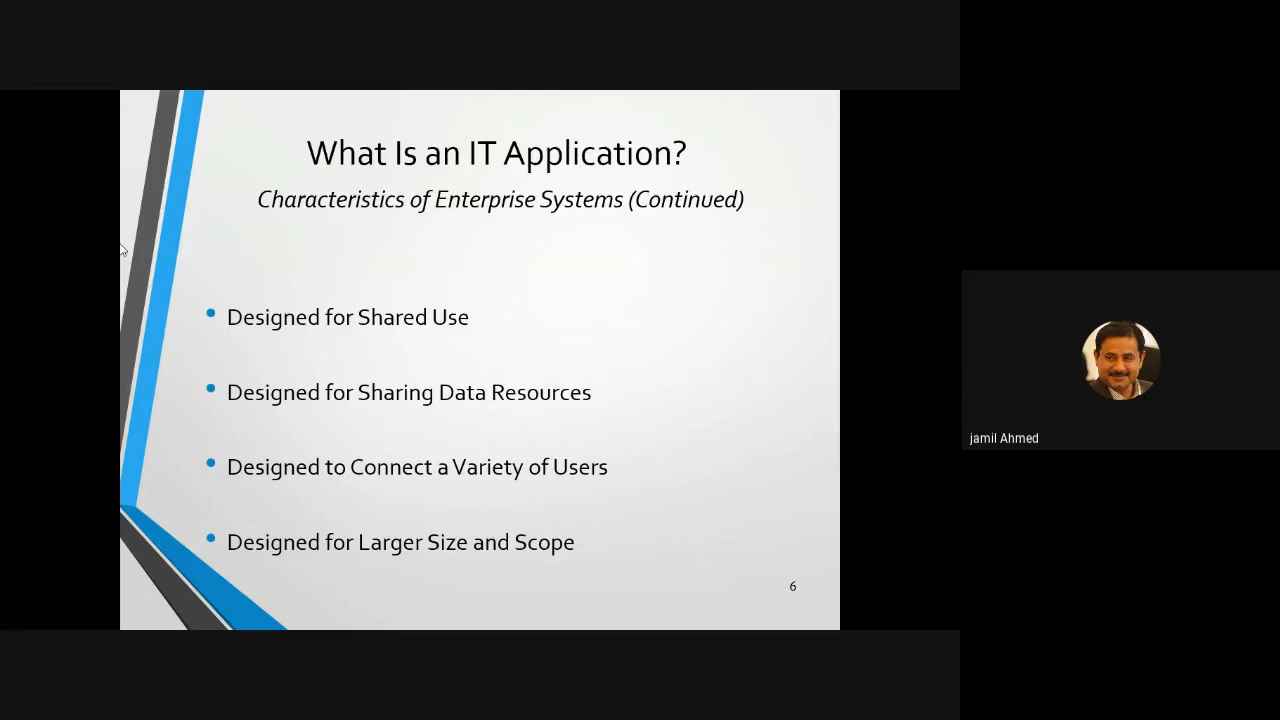 What Is an IT Application?
Characteristics of Enterprise Systems (Continued)
• Designed for Shared Use
• Designed for Sharing Data Resources
• Designed to Connect a Variety of Users
• Designed for Larger Size and Scope
6
jamil Ahmed